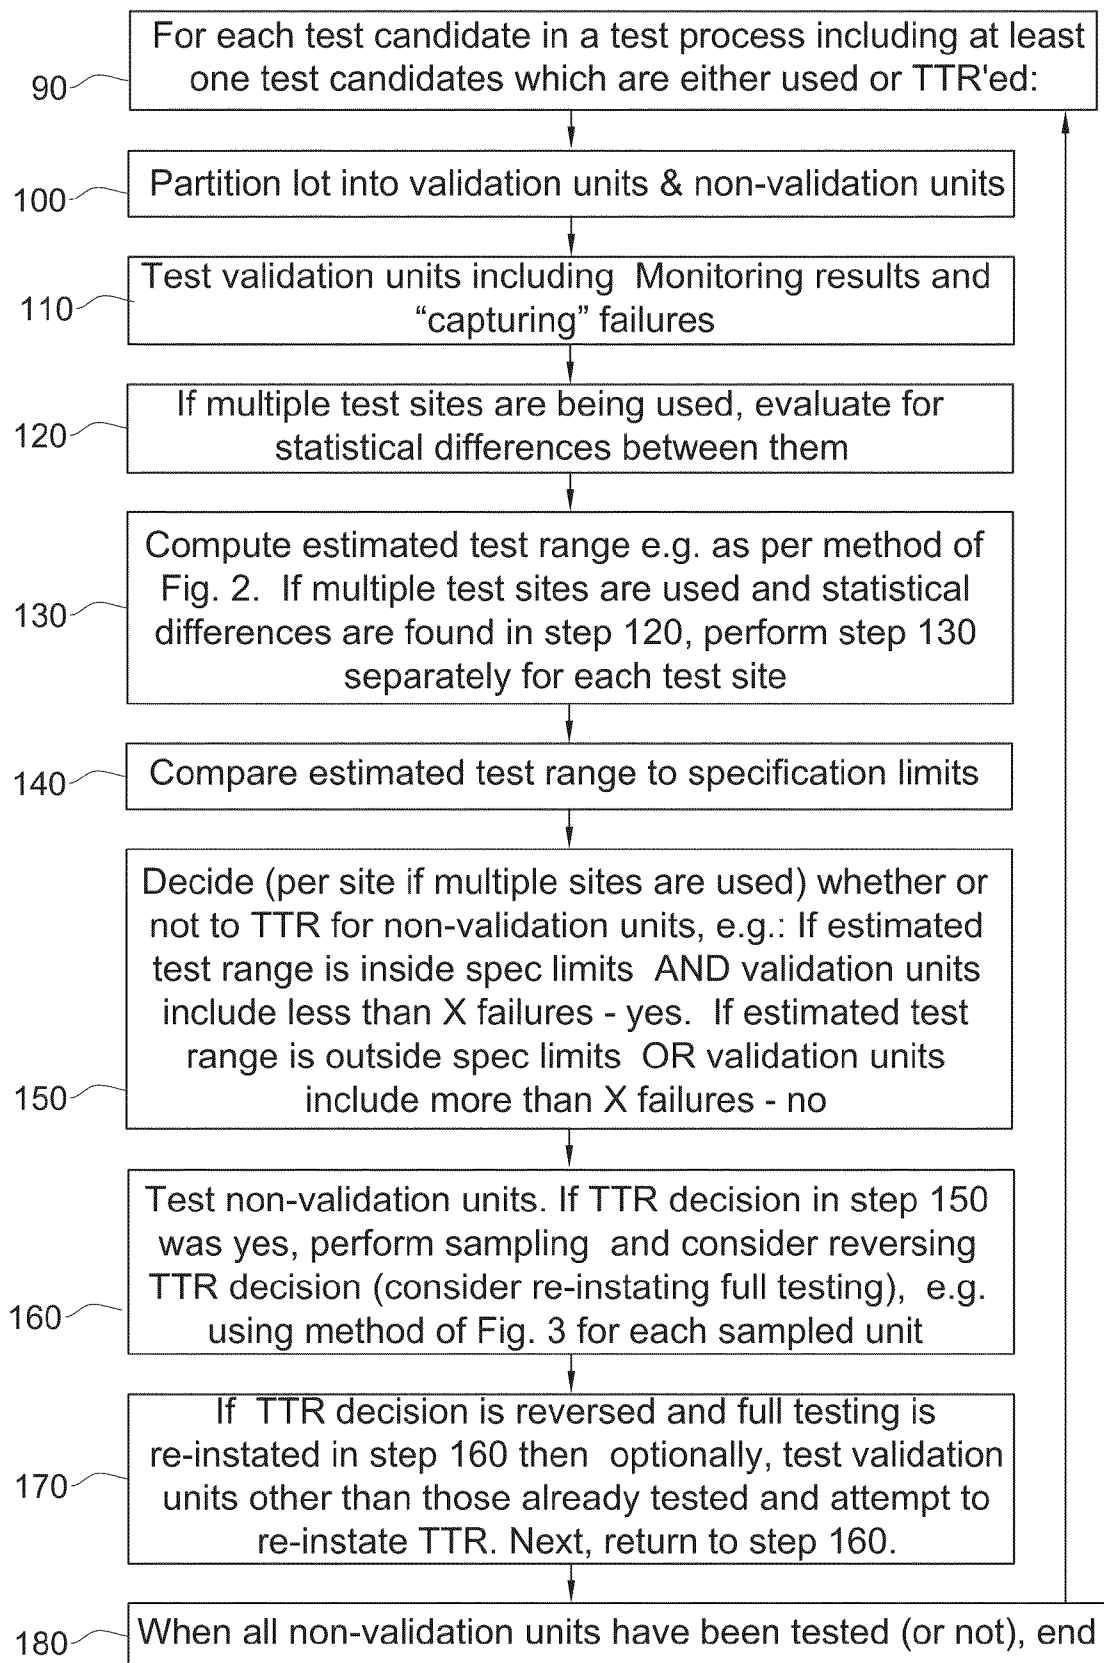 For each test candidate in a test process including at least
one test candidates which are either used or TTR'ed:
90
Partition lot into validation units & non-validation units
100
Test validation units including Monitoring results and
“capturing” failures
110
If multiple test sites are being used, evaluate for
statistical differences between them
120
Compute estimated test range e.g. as per method of
Fig. 2. If multiple test sites are used and statistical
differences are found in step 120, perform step 130
separately for each test site
130
Compare estimated test range to specification limits
140
Decide (per site if multiple sites are used) whether or
not to TTR for non-validation units, e.g.: If estimated
test range is inside spec limits AND validation units
include less than X failures - yes. If estimated test
range is outside spec limits OR validation units
include more than X failures - no
150
Test non-validation units. If TTR decision in step 150
was yes, perform sampling and consider reversing
TTR decision (consider re-instating full testing), e.g.
using method of Fig. 3 for each sampled unit
160
If TTR decision is reversed and full testing is
re-instated in step 160 then optionally, test validation
units other than those already tested and attempt to
re-instate TTR. Next, return to step 160.
170
When all non-validation units have been tested (or not), end
180